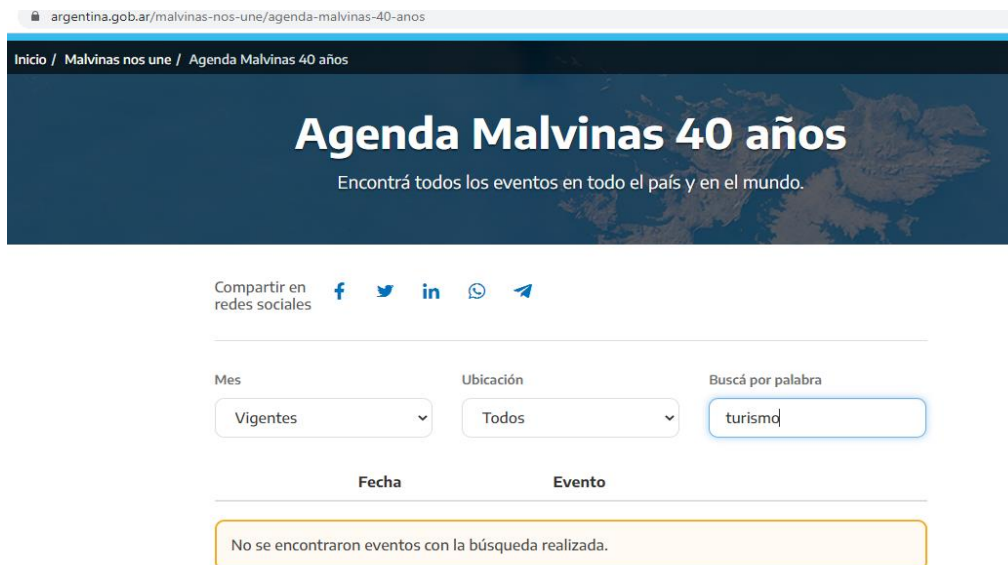 argentina.gob.ar/malvinas-nos-une/agenda-malvinas-40-anos
Inicio / Malvinas nos une / Agenda Malvinas 40 años
Agenda Malvinas 40 años
Encontrá todos los eventos en todo el país y en el mundo.
Compartir en
redes sociales
Mes Ubicación Buscá por palabra
Vigentes Todos turismo
Fecha Evento
No se encontraron eventos con la búsqueda realizada.